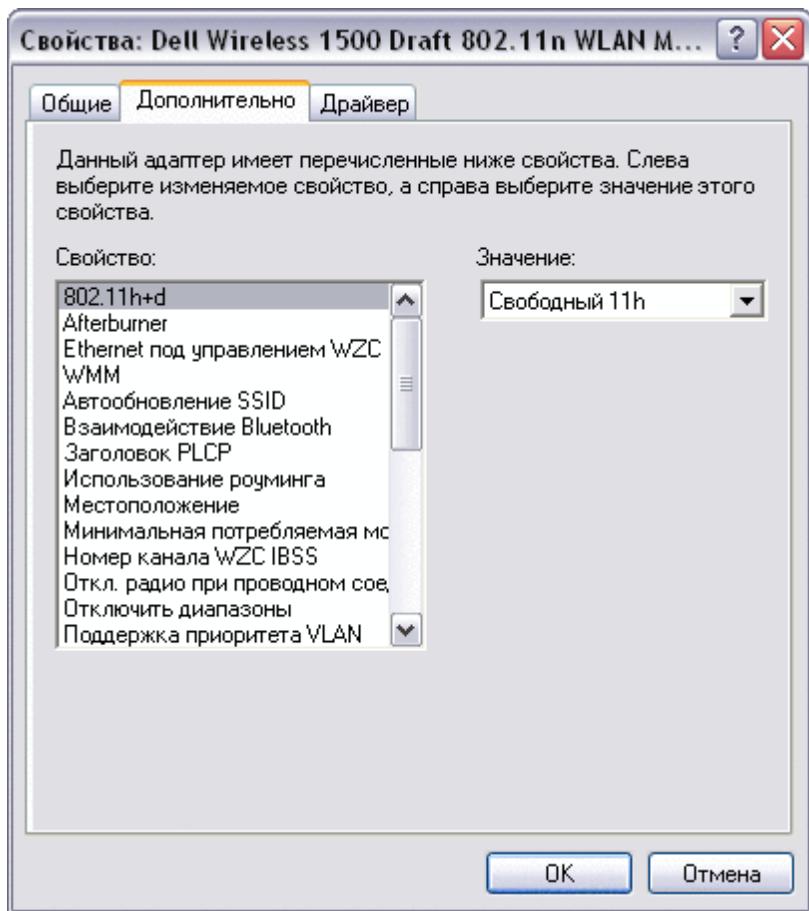 Свойства: Dell Wireless 1500 Draft 802.11n WLAN M...
Общие Дополнительно Драйвер
Данный адаптер имеет перечисленные ниже свойства. Слева
выберите изменяемое свойство, а справа выберите значение этого
свойства.
Свойство: Значение:
802.11h+d Свободный 11h
Afterburner
Ethernet под управлением WZC
WMM
Автообновление SSID
Взаимодействие Bluetooth
Заголовок PLCP
Использование роуминга
Местоположение
Минимальная потребляемая мо
Номер канала WZC IBSS
Откл. радио при проводном сое
Отключить диапазоны
Поддержка приоритета VLAN
OK Отмена